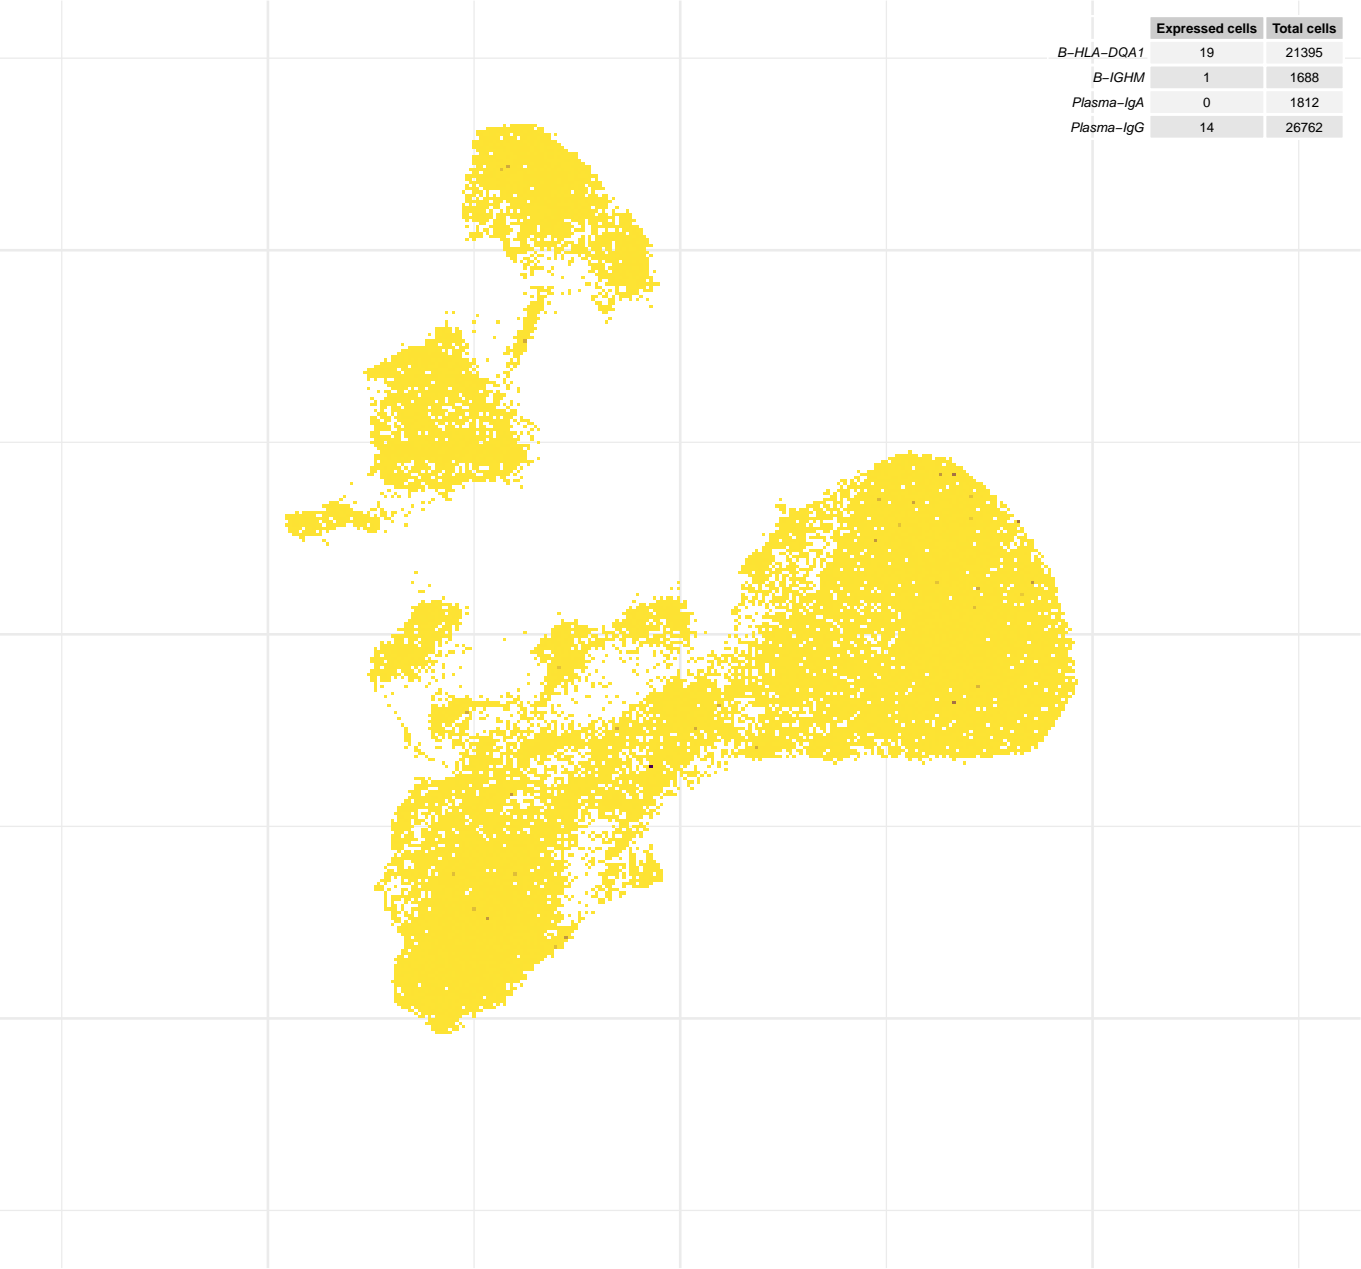 Expressed cells Total cells
B−HLA−DQA1 19 21395
B−IGHM 1 1688
Plasma−IgA 0 1812
Plasma−IgG 14 26762